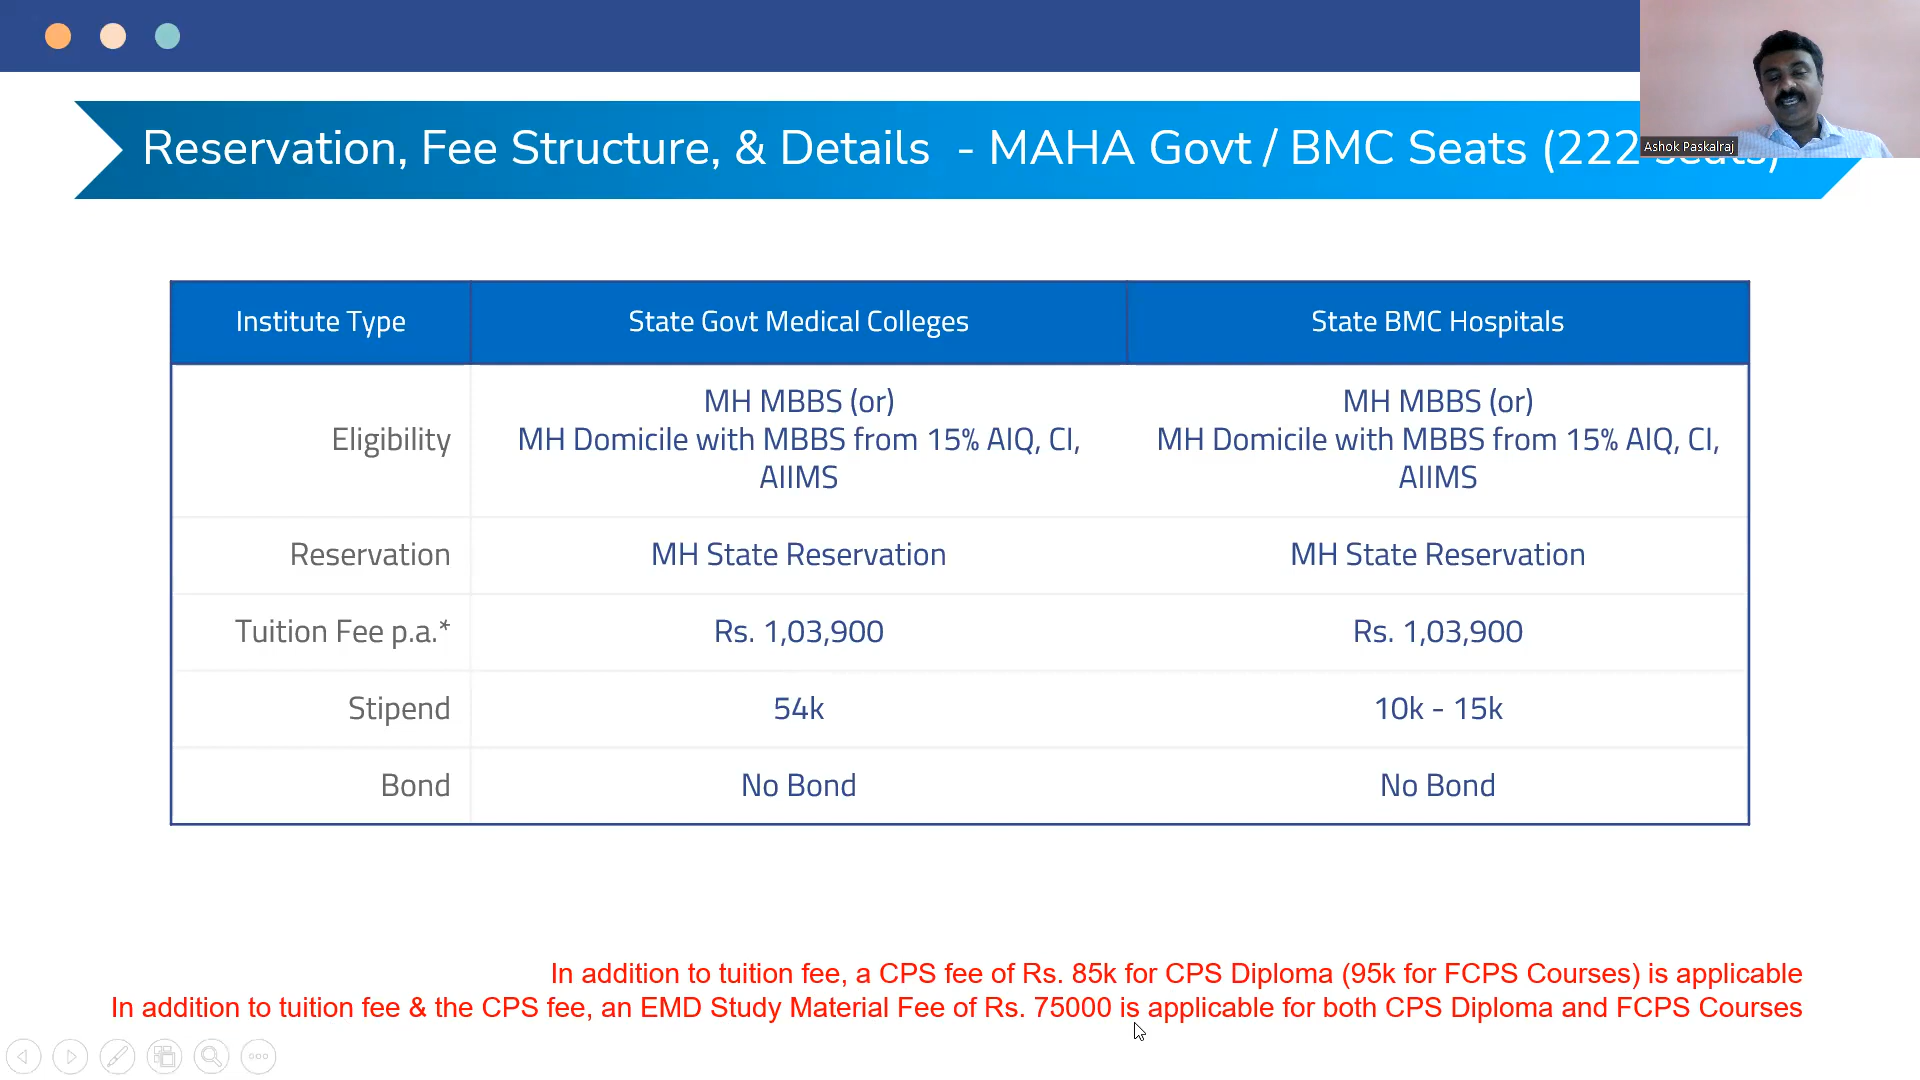 Reservation, Fee Structure, & Details - MAHA Govt / BMC Seats (222 seats)
Ashok Paskalraj
Institute Type
State Govt Medical Colleges
State BMC Hospitals
Eligibility
MH MBBS (or)
MH Domicile with MBBS from 15% AIQ, CI,
AIIMS
MH MBBS (or)
MH Domicile with MBBS from 15% AIQ, CI,
AIIMS
Reservation
MH State Reservation
MH State Reservation
Tuition Fee p.a.*
Rs. 1,03,900
Rs. 1,03,900
Stipend
54k
10k - 15k
Bond
No Bond
No Bond
In addition to tuition fee, a CPS fee of Rs. 85k for CPS Diploma (95k for FCPS Courses) is applicable
In addition to tuition fee & the CPS fee, an EMD Study Material Fee of Rs. 75000 is applicable for both CPS Diploma and FCPS Courses